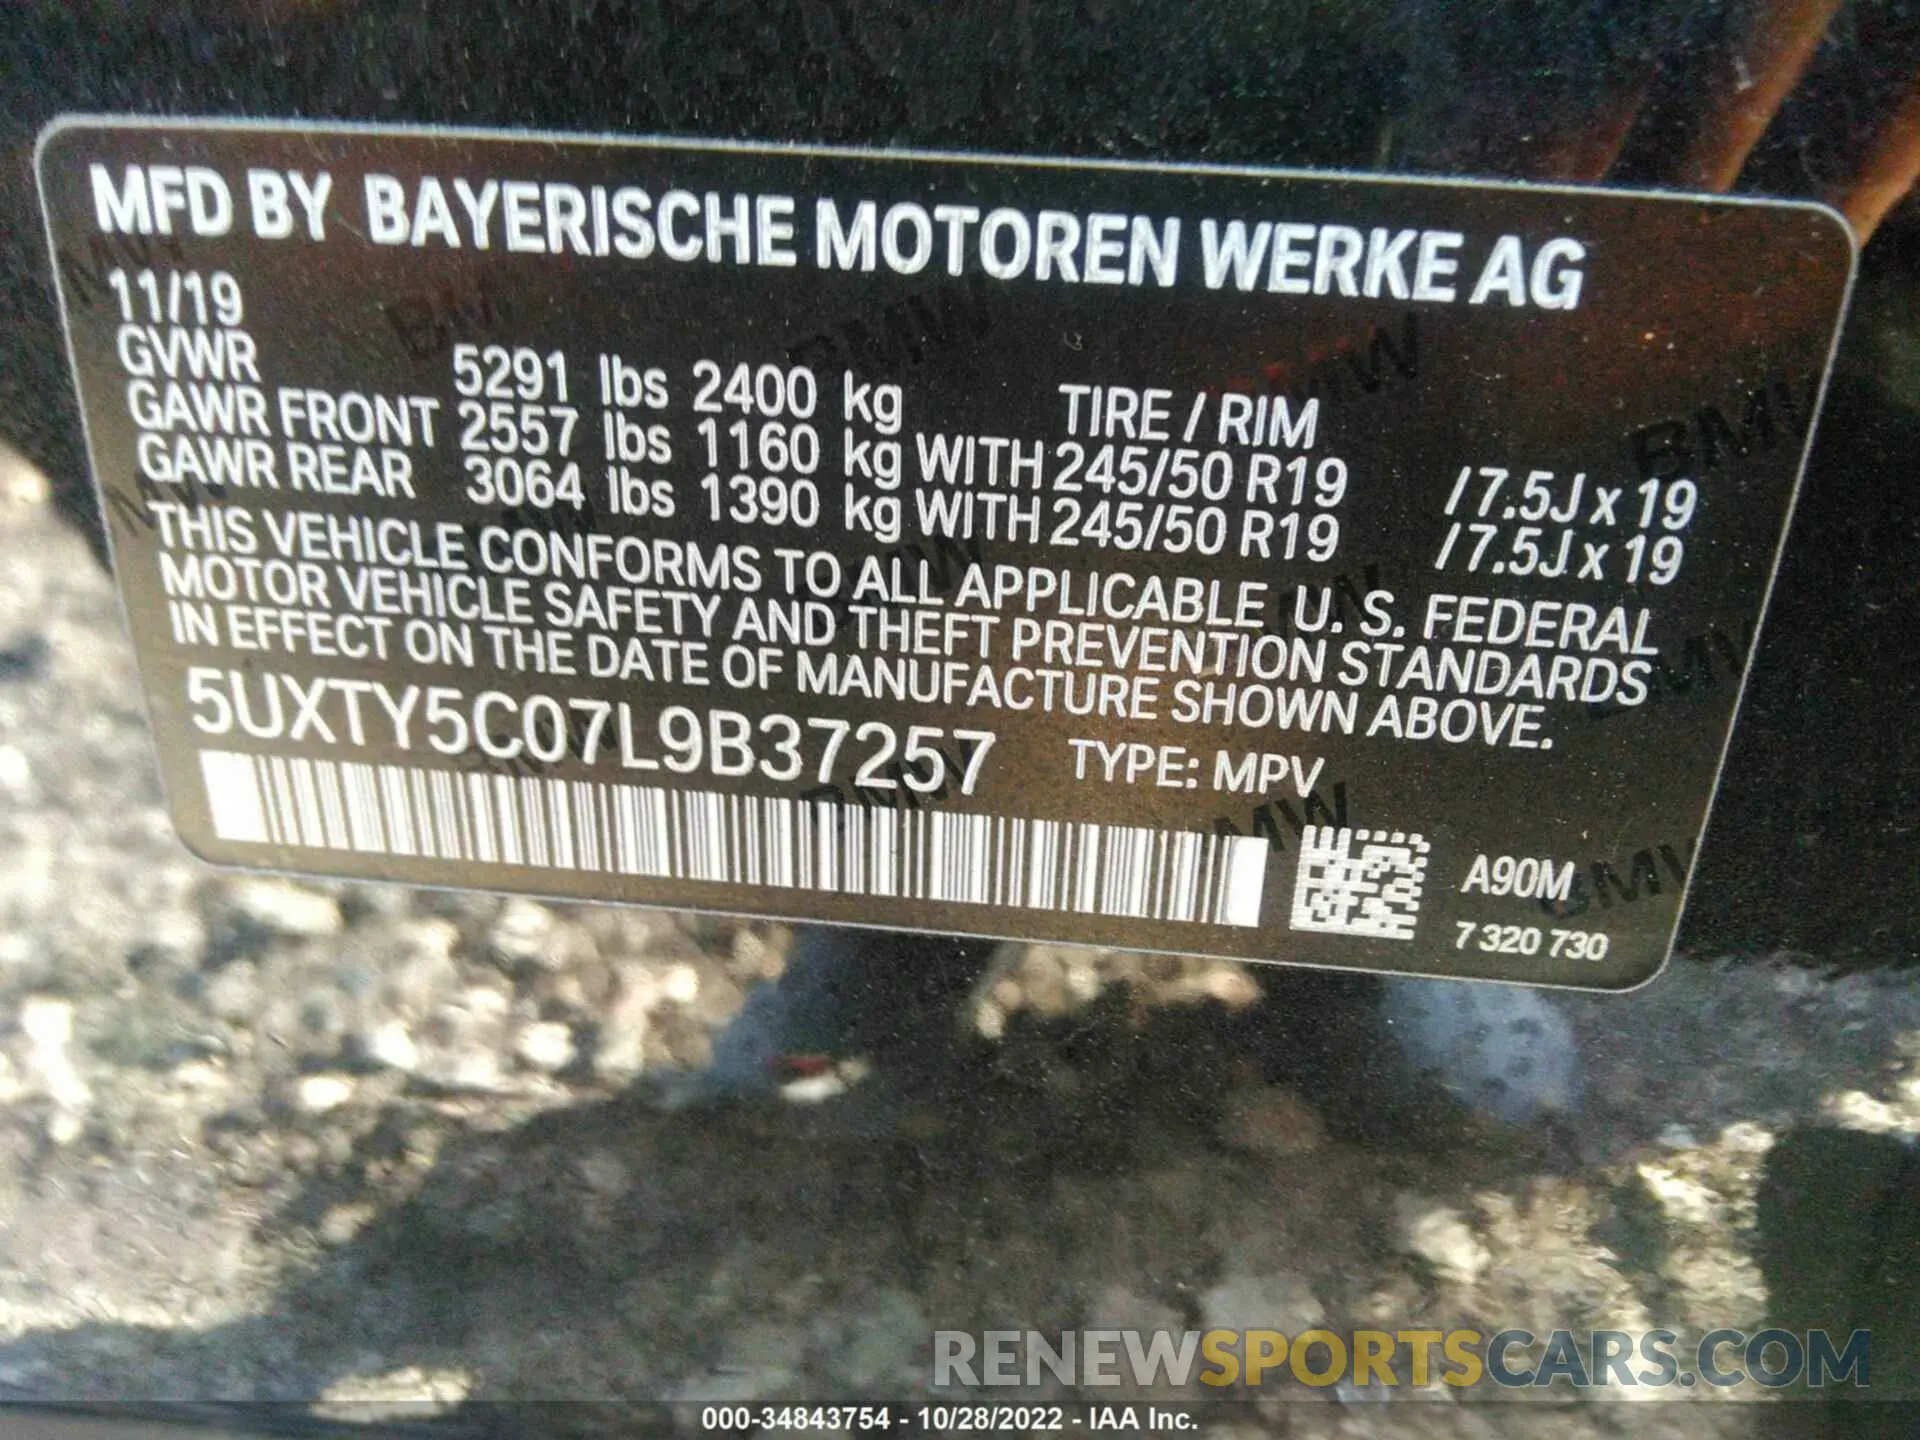 MFD BY BAYERISCHE MOTOREN WERKE AG
11/19
GVWR 5291 lbs 2400 kg TIRE / RIM
GAWR FRONT 2557 lbs 1160 kg WITH 245/50 R19 /7.5J x 19
GAWR REAR 3064 lbs 1390 kg WITH 245/50 R19 /7.5J x 19
THIS VEHICLE CONFORMS TO ALL APPLICABLE U. S. FEDERAL
MOTOR VEHICLE SAFETY AND THEFT PREVENTION STANDARDS
IN EFFECT ON THE DATE OF MANUFACTURE SHOWN ABOVE.
5UXTY5C07L9B37257 TYPE: MPV
A90M
7 320 730
RENEWSPORTSCARS.COM
000-34843754 - 10/28/2022 - IAA Inc.